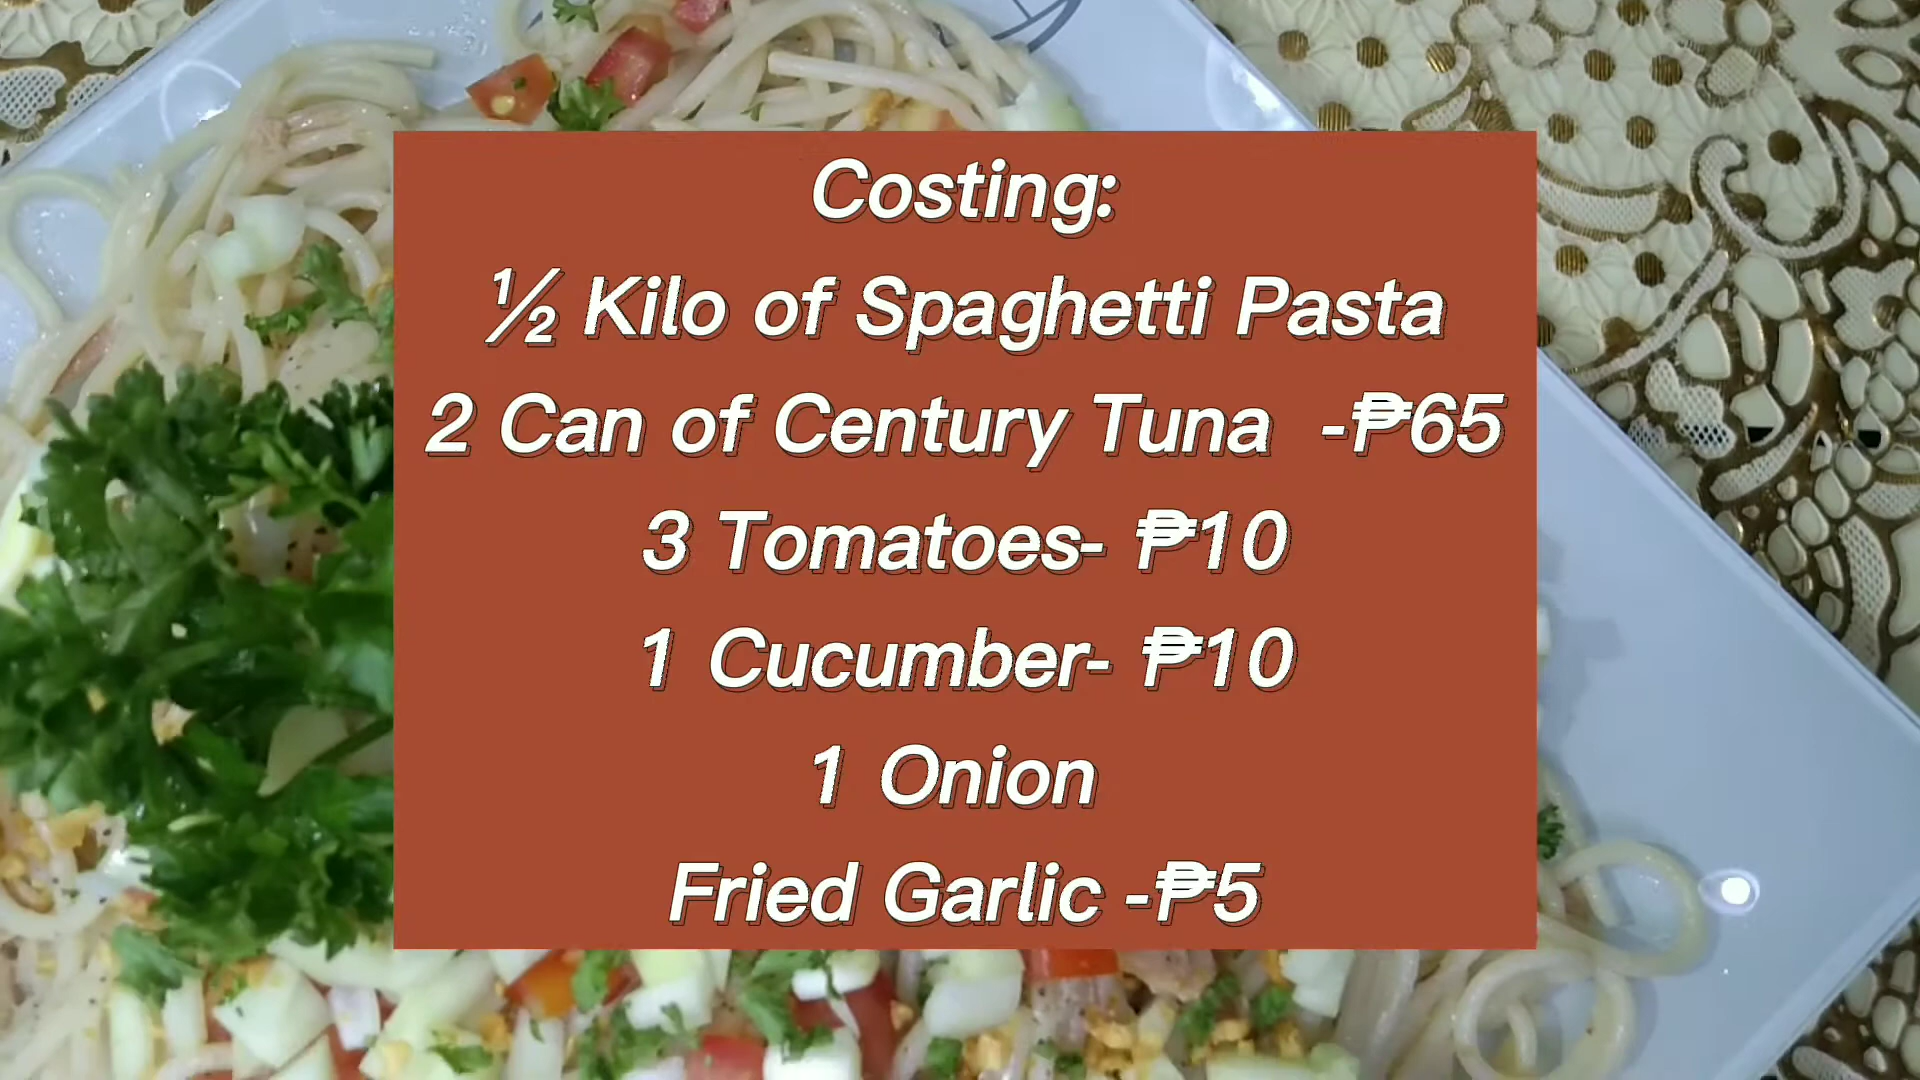 Costing:
½ Kilo of Spaghetti Pasta
2 Can of Century Tuna -₱65
3 Tomatoes- ₱10
1 Cucumber- ₱10
1 Onion
Fried Garlic -₱5